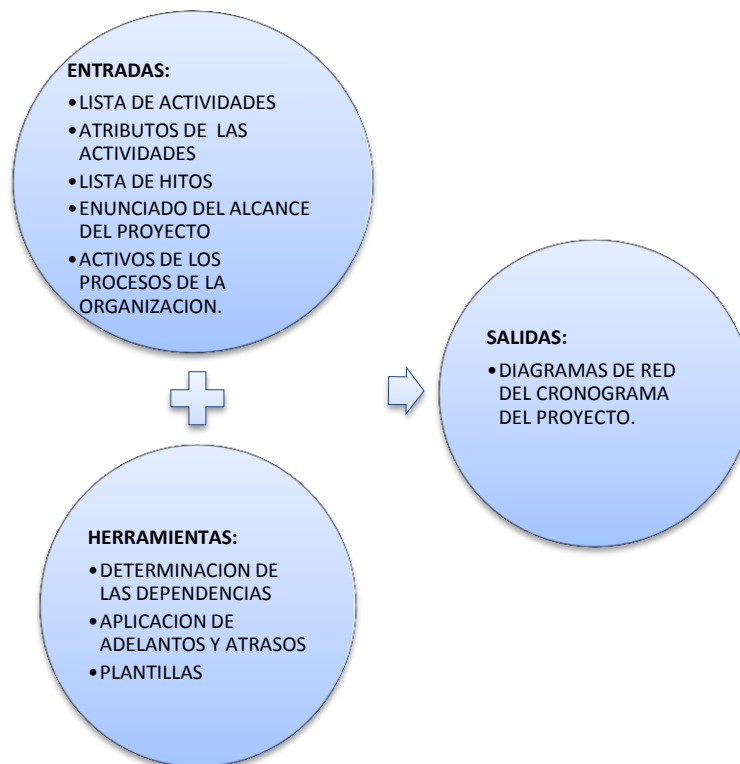 ENTRADAS:
•LISTA DE ACTIVIDADES
•ATRIBUTOS DE LAS
ACTIVIDADES
•LISTA DE HITOS
•ENUNCIADO DEL ALCANCE
DEL PROYECTO
•ACTIVOS DE LOS
PROCESOS DE LA
ORGANIZACION.
HERRAMIENTAS:
•DETERMINACION DE
LAS DEPENDENCIAS
•APLICACION DE
ADELANTOS Y ATRASOS
•PLANTILLAS
SALIDAS:
•DIAGRAMAS DE RED
DEL CRONOGRAMA
DEL PROYECTO.